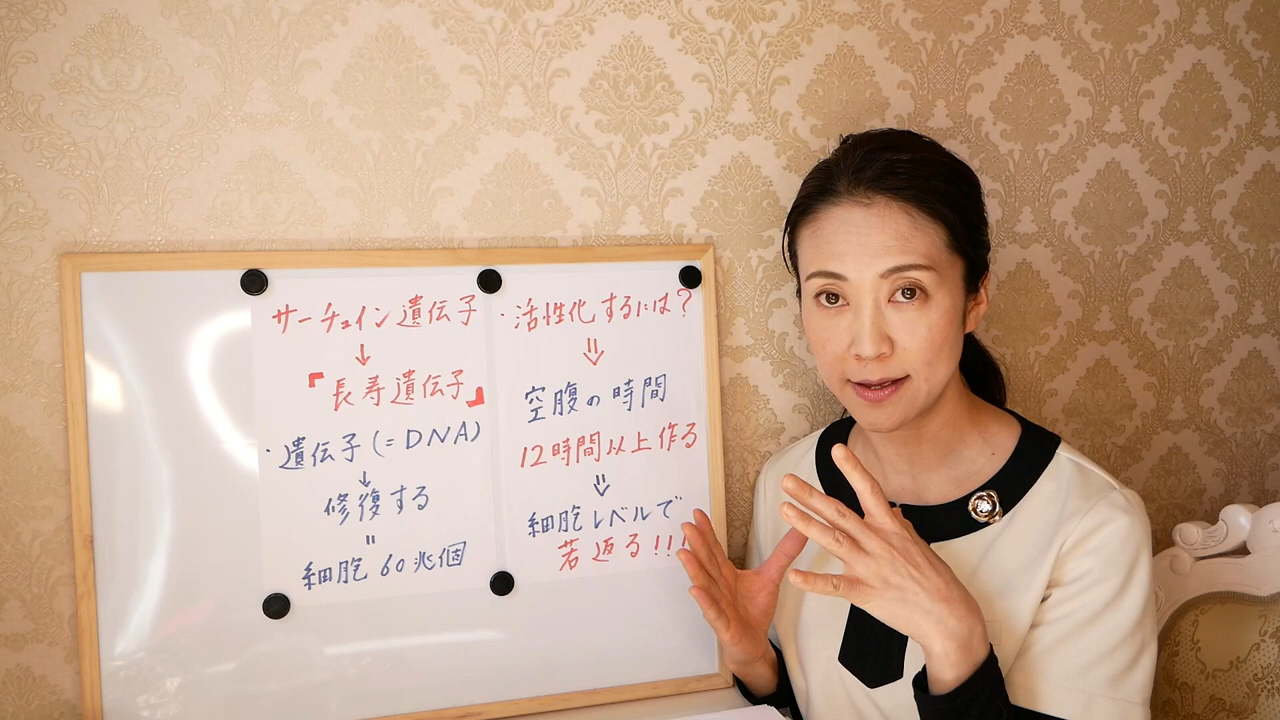 サーチュイン遺伝子
↓
『長寿遺伝子』
・遺伝子(=DNA)
↓
修復する
=
細胞60兆個
・活性化するには?
⇓
空腹の時間
12時間以上作る
⇓
細胞レベルで
若返る!!!